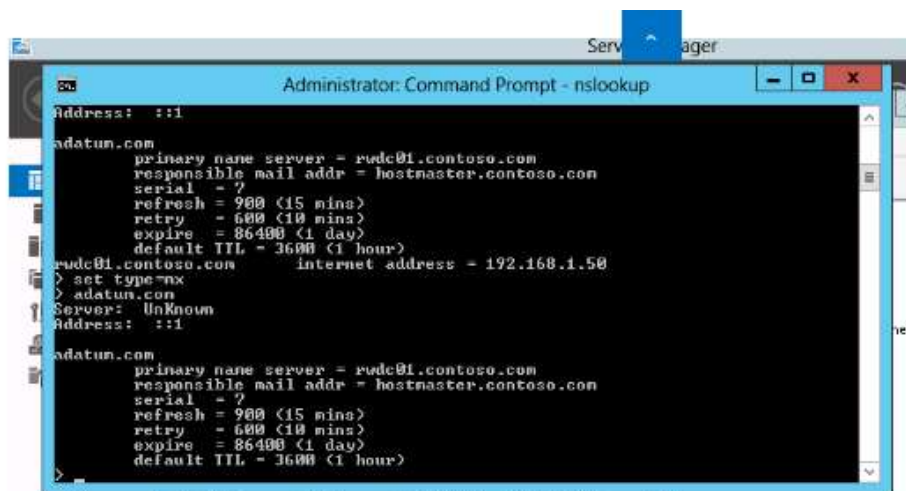 Address: ::1
adatum.com
primary name server = rwdc01.contoso.com
responsible mail addr = hostmaster.contoso.com
serial = 7
refresh = 900 (15 mins)
retry = 600 (10 mins)
expire = 86400 (1 day)
default TTL = 3600 (1 hour)
rwdc01.contoso.com internet address = 192.168.1.50
> set type=mx
> adatum.com
Server: UnKnown
Address: ::1
adatum.com
primary name server = rwdc01.contoso.com
responsible mail addr = hostmaster.contoso.com
serial = 7
refresh = 900 (15 mins)
retry = 600 (10 mins)
expire = 86400 (1 day)
default TTL = 3600 (1 hour)
>
Serv ager
Administrator: Command Prompt - nslookup